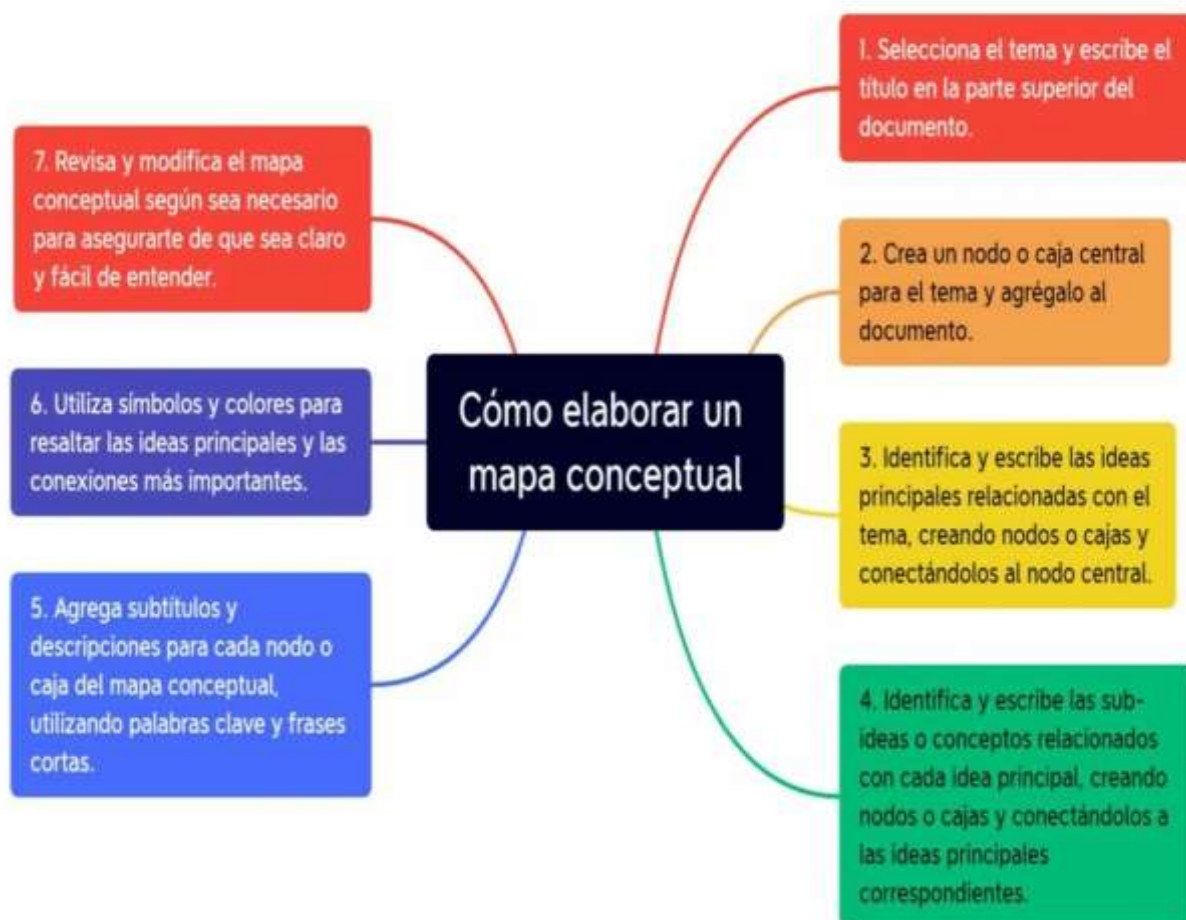 Cómo elaborar un
mapa conceptual
1. Selecciona el tema y escribe el
título en la parte superior del
documento.
2. Crea un nodo o caja central
para el tema y agrégalo al
documento.
3. Identifica y escribe las ideas
principales relacionadas con el
tema, creando nodos o cajas y
conectándolos al nodo central.
4. Identifica y escribe las sub-
ideas o conceptos relacionados
con cada idea principal, creando
nodos o cajas y conectándolos a
las ideas principales
correspondientes.
5. Agrega subtítulos y
descripciones para cada nodo o
caja del mapa conceptual,
utilizando palabras clave y frases
cortas.
6. Utiliza símbolos y colores para
resaltar las ideas principales y las
conexiones más importantes.
7. Revisa y modifica el mapa
conceptual según sea necesario
para asegurarte de que sea claro
y fácil de entender.